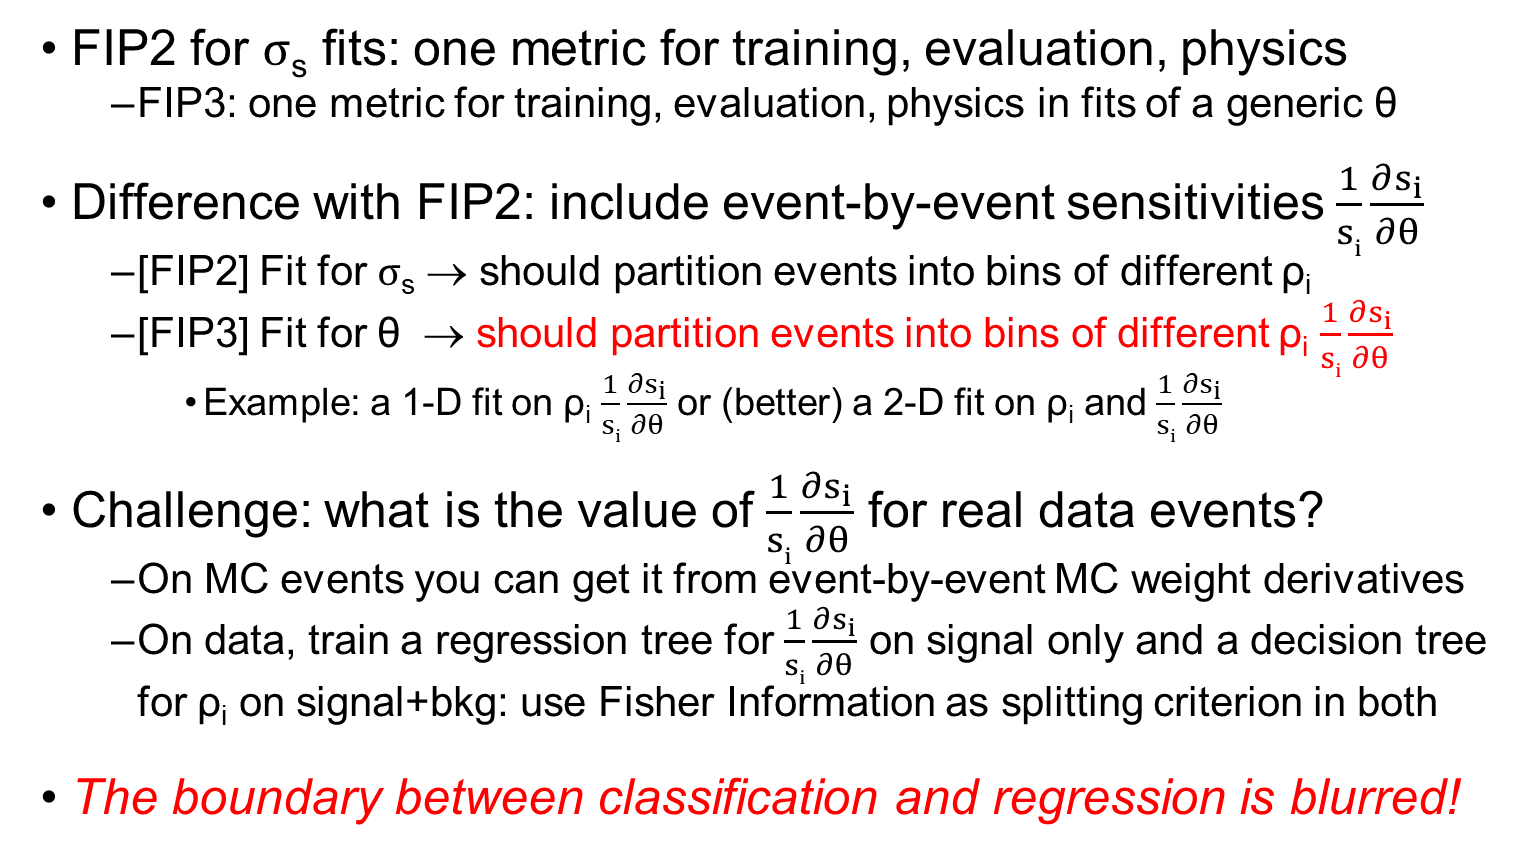 • FIP2 for σₛ fits: one metric for training, evaluation, physics
–FIP3: one metric for training, evaluation, physics in fits of a generic θ
• Difference with FIP2: include event-by-event sensitivities 1/sᵢ ∂sᵢ/∂θ
–[FIP2] Fit for σₛ → should partition events into bins of different ρᵢ
–[FIP3] Fit for θ → should partition events into bins of different ρᵢ 1/sᵢ ∂sᵢ/∂θ
• Example: a 1-D fit on ρᵢ 1/sᵢ ∂sᵢ/∂θ or (better) a 2-D fit on ρᵢ and 1/sᵢ ∂sᵢ/∂θ
• Challenge: what is the value of 1/sᵢ ∂sᵢ/∂θ for real data events?
–On MC events you can get it from event-by-event MC weight derivatives
–On data, train a regression tree for 1/sᵢ ∂sᵢ/∂θ on signal only and a decision tree
for ρᵢ on signal+bkg: use Fisher Information as splitting criterion in both
• The boundary between classification and regression is blurred!